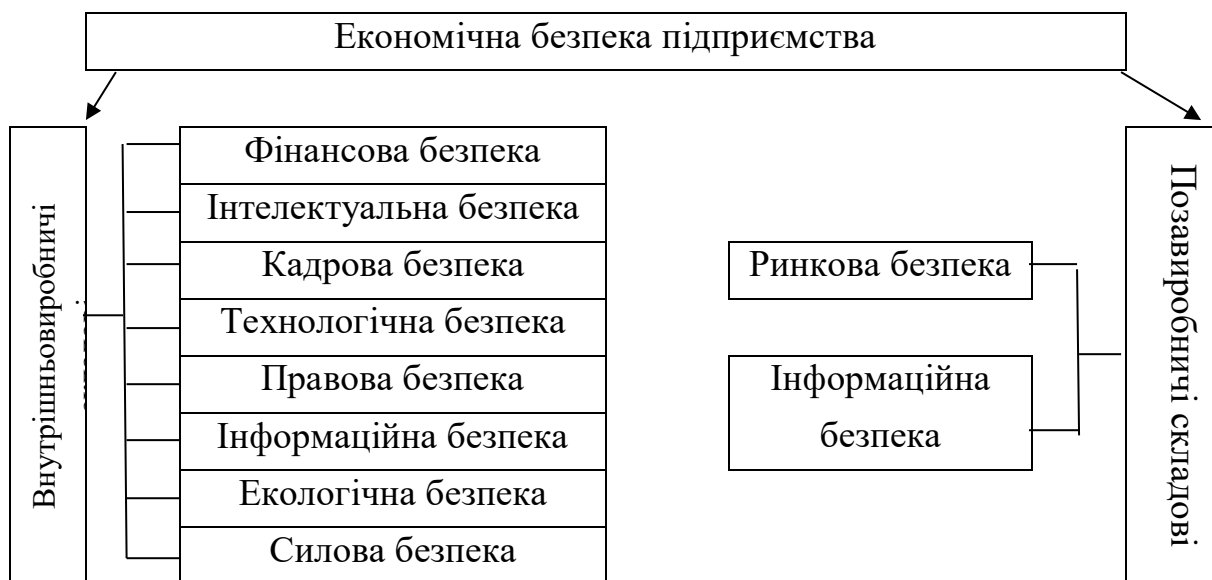 Економічна безпека підприємства
Внутрішньовиробничі
Фінансова безпека
Інтелектуальна безпека
Кадрова безпека
Технологічна безпека
Правова безпека
Інформаційна безпека
Екологічна безпека
Силова безпека
Ринкова безпека
Інформаційна
безпека
Позавиробничі складові